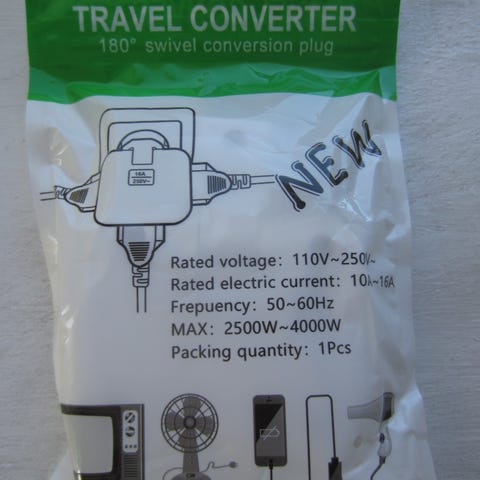 TRAVEL CONVERTER
180° swivel conversion plug
16A
250V~
NEW
Rated voltage: 110V~250V~
Rated electric current: 10A~16A
Frepuency: 50~60Hz
MAX: 2500W~4000W
Packing quantity: 1Pcs